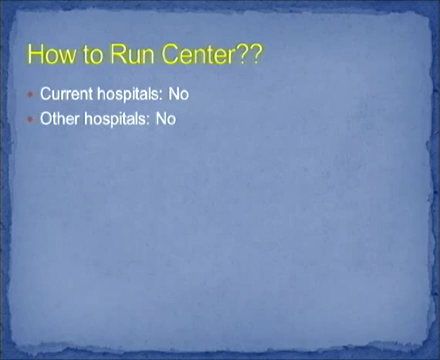 How to Run Center??
• Current hospitals: No
• Other hospitals: No